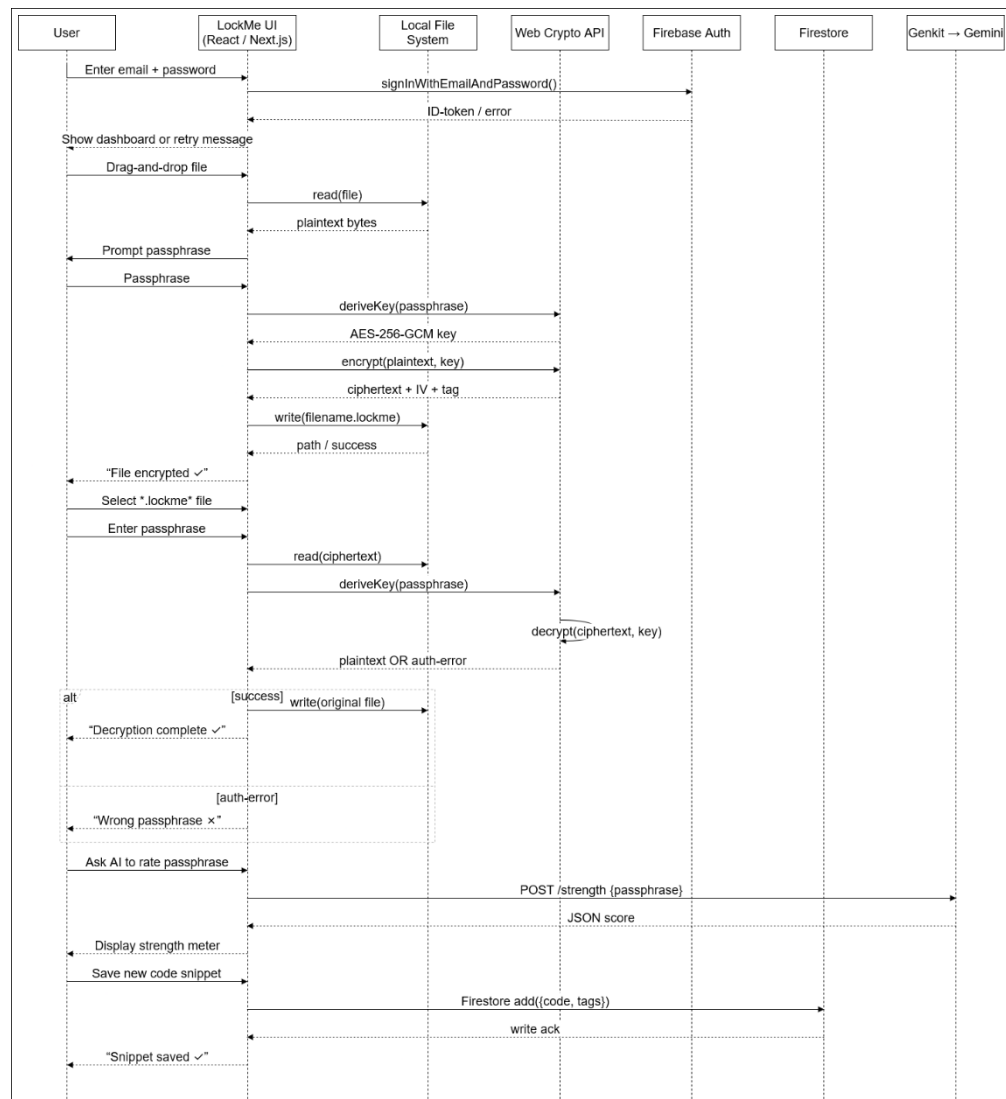 User
LockMe UI
(React / Next.js)
Local File
System
Web Crypto API
Firebase Auth
Firestore
Genkit → Gemini
Enter email + password
signInWithEmailAndPassword()
ID-token / error
Show dashboard or retry message
Drag-and-drop file
read(file)
plaintext bytes
Prompt passphrase
Passphrase
deriveKey(passphrase)
AES-256-GCM key
encrypt(plaintext, key)
ciphertext + IV + tag
write(filename.lockme)
path / success
“File encrypted ✓”
Select *.lockme* file
Enter passphrase
read(ciphertext)
deriveKey(passphrase)
decrypt(ciphertext, key)
plaintext OR auth-error
alt
[success]
write(original file)
“Decryption complete ✓”
[auth-error]
“Wrong passphrase ×”
Ask AI to rate passphrase
POST /strength {passphrase}
JSON score
Display strength meter
Save new code snippet
Firestore add({code, tags})
write ack
“Snippet saved ✓”